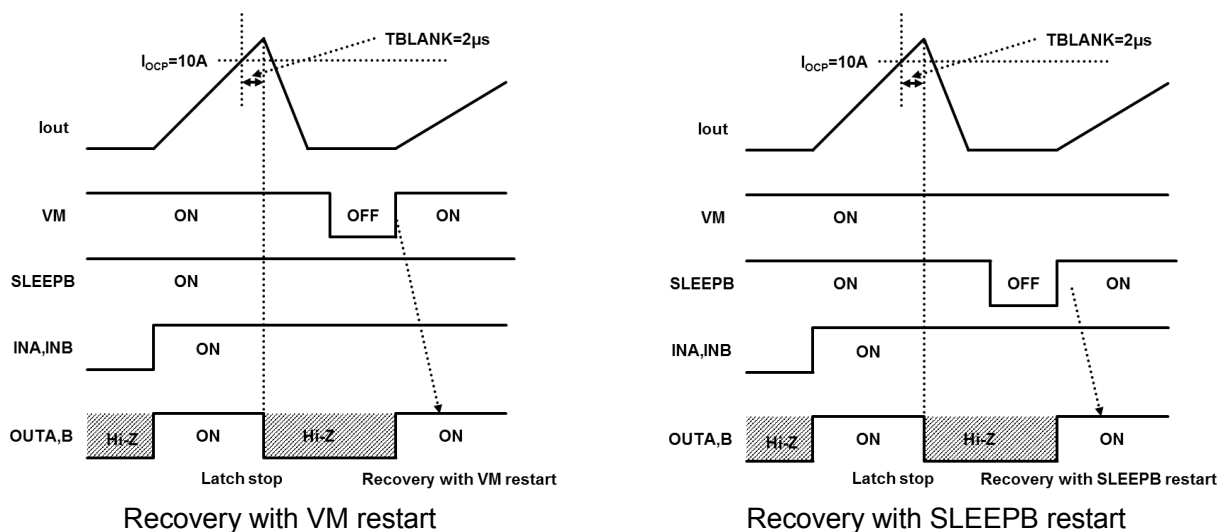 TBLANK=2μs
IOCP=10A
Iout
VM
ON
OFF
ON
SLEEPB
ON
INA,INB
ON
OUTA,B
Hi-Z
ON
Hi-Z
ON
Latch stop
Recovery with VM restart
Recovery with VM restart
TBLANK=2μs
IOCP=10A
Iout
VM
ON
SLEEPB
ON
OFF
ON
INA,INB
ON
OUTA,B
Hi-Z
ON
Hi-Z
ON
Latch stop
Recovery with SLEEPB restart
Recovery with SLEEPB restart